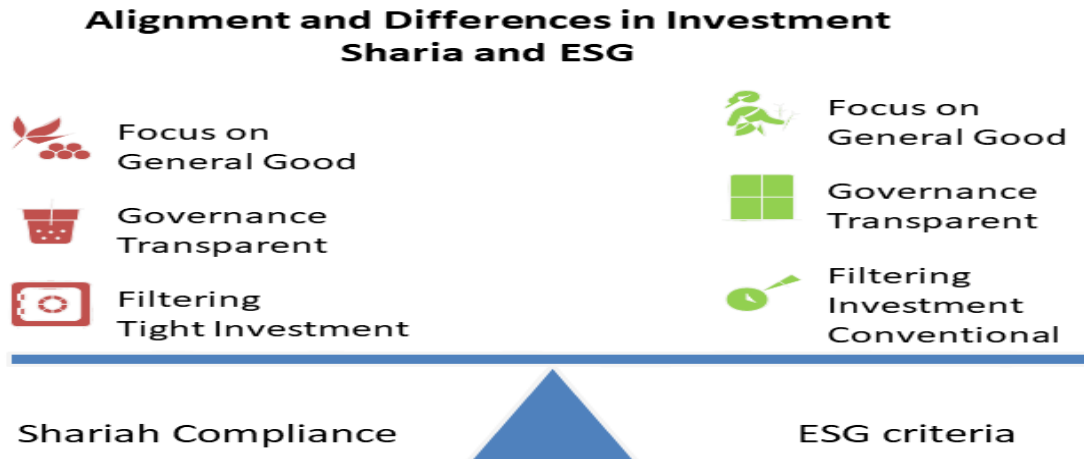 Alignment and Differences in Investment
Sharia and ESG
Focus on
General Good
Governance
Transparent
Filtering
Tight Investment
Focus on
General Good
Governance
Transparent
Filtering
Investment
Conventional
Shariah Compliance
ESG criteria